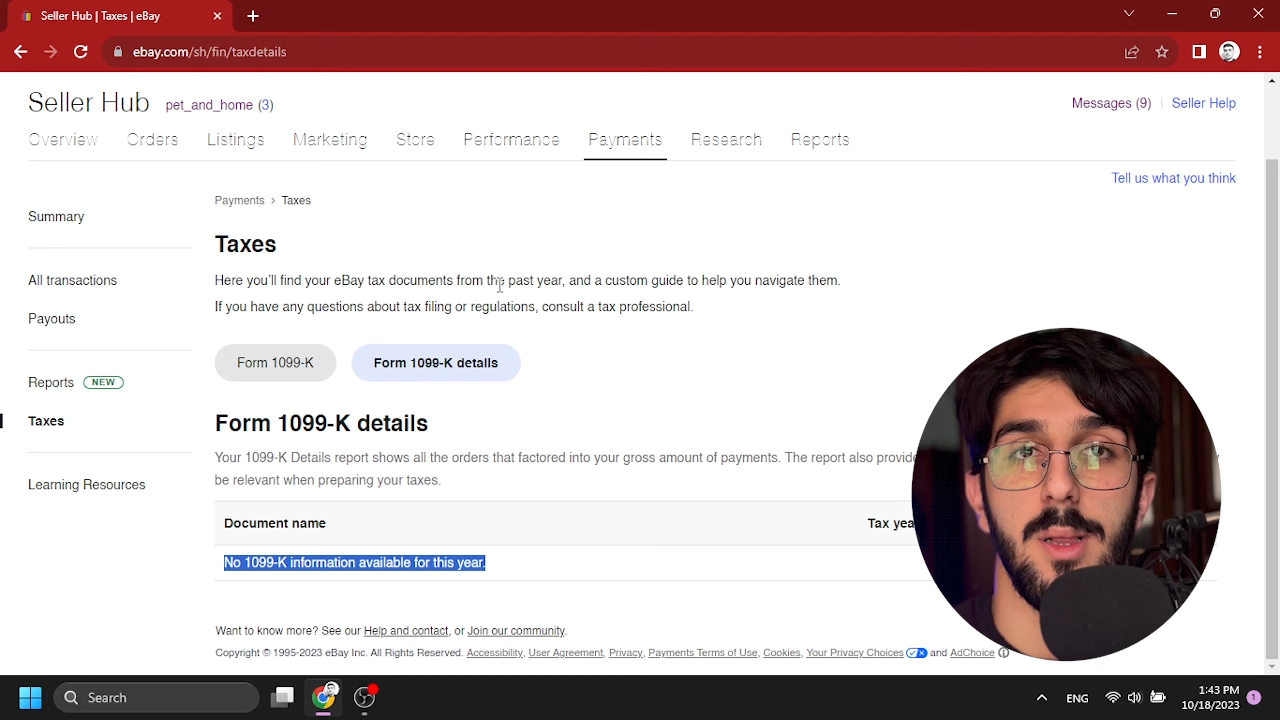 Seller Hub | Taxes | eBay
ebay.com/sh/fin/taxdetails
Seller Hub pet_and_home (3)
Messages (9) | Seller Help
Overview Orders Listings Marketing Store Performance Payments Research Reports
Tell us what you think
Summary
All transactions
Payouts
Reports NEW
Taxes
Learning Resources
Payments > Taxes
Taxes
Here you'll find your eBay tax documents from the past year, and a custom guide to help you navigate them.
If you have any questions about tax filing or regulations, consult a tax professional.
Form 1099-K Form 1099-K details
Form 1099-K details
Your 1099-K Details report shows all the orders that factored into your gross amount of payments. The report also
be relevant when preparing your taxes.
Document name Tax
No 1099-K information available for this year.
Want to know more? See our Help and contact, or Join our community.
Copyright © 1995-2023 eBay Inc. All Rights Reserved. Accessibility, User Agreement, Privacy, Payments Terms of Use, Cookies, Your Privacy Choices and AdChoice
Search
ENG
1:43 PM
10/18/2023
1